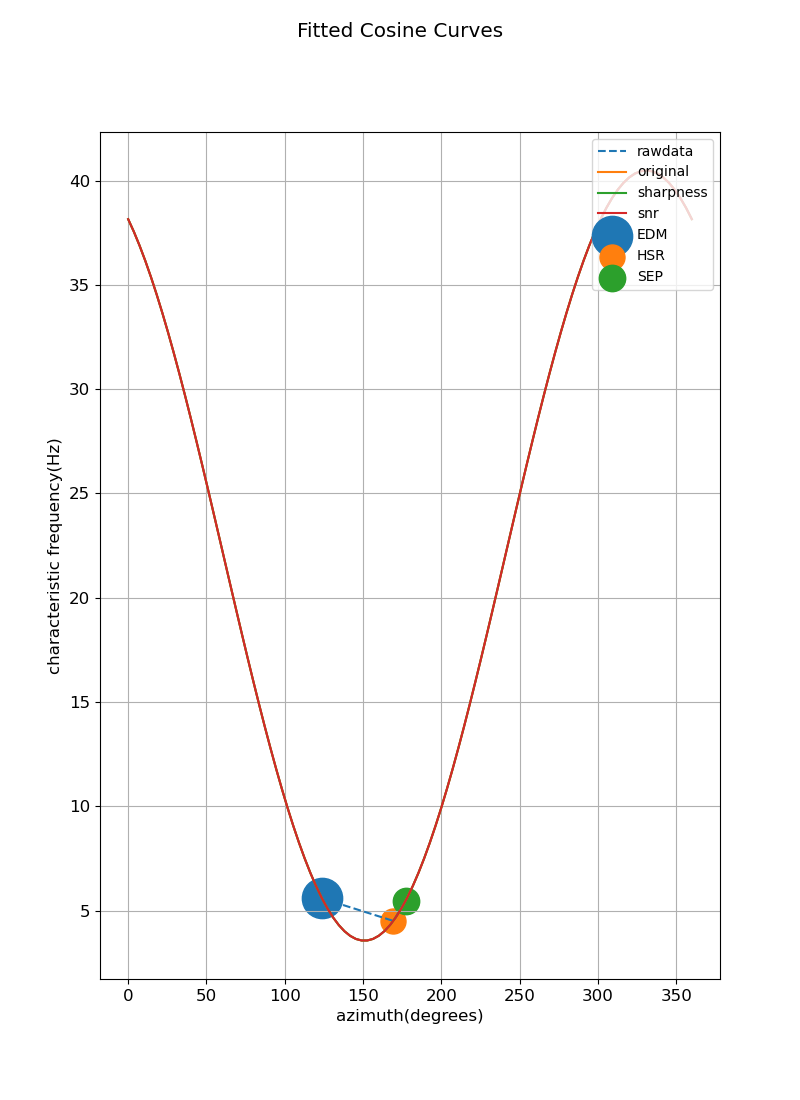 Fitted Cosine Curves
rawdata
original
sharpness
snr
EDM
HSR
SEP
40
35
30
25
20
15
10
5
characteristic frequency(Hz)
0 50 100 150 200 250 300 350
azimuth(degrees)